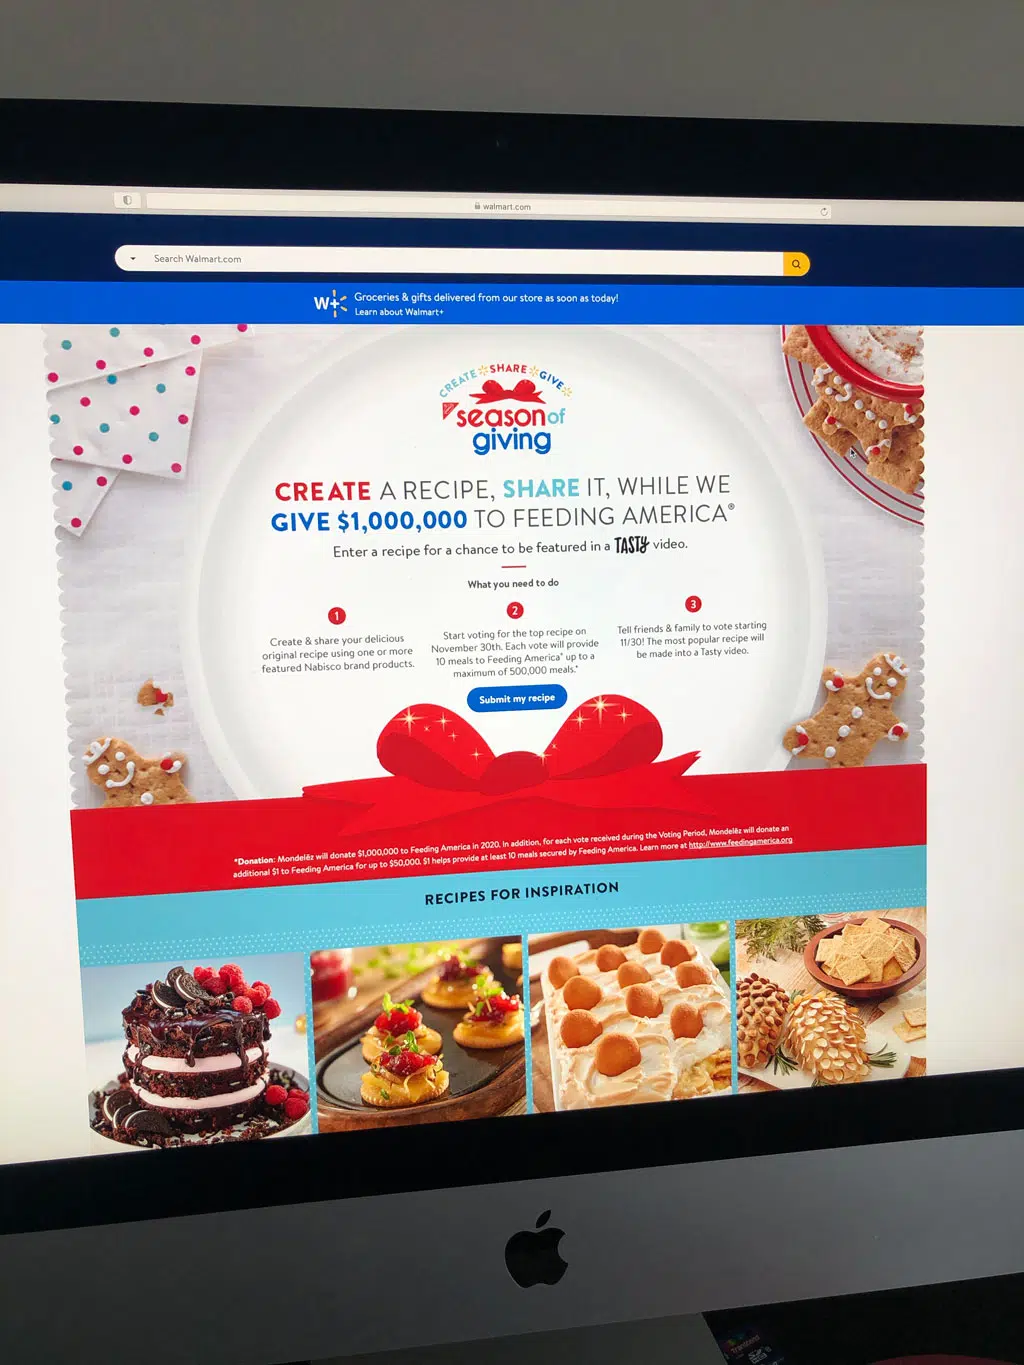 walmart.com
Search Walmart.com
W+
Groceries & gifts delivered from our store as soon as today!
Learn about Walmart+
CREATE SHARE GIVE
season of
giving
CREATE A RECIPE, SHARE IT, WHILE WE
GIVE $1,000,000 TO FEEDING AMERICA®
Enter a recipe for a chance to be featured in a TASTY video.
What you need to do
1
Create & share your delicious
original recipe using one or more
featured Nabisco brand products.
2
Start voting for the top recipe on
November 30th. Each vote will provide
10 meals to Feeding America® up to a
maximum of 500,000 meals.*
3
Tell friends & family to vote starting
11/30! The most popular recipe will
be made into a Tasty video.
Submit my recipe
*Donation: Mondelēz will donate $1,000,000 to Feeding America in 2020. In addition, for each vote received during the Voting Period, Mondelēz will donate an
additional $1 to Feeding America for up to $50,000. $1 helps provide at least 10 meals secured by Feeding America. Learn more at http://www.feedingamerica.org
RECIPES FOR INSPIRATION